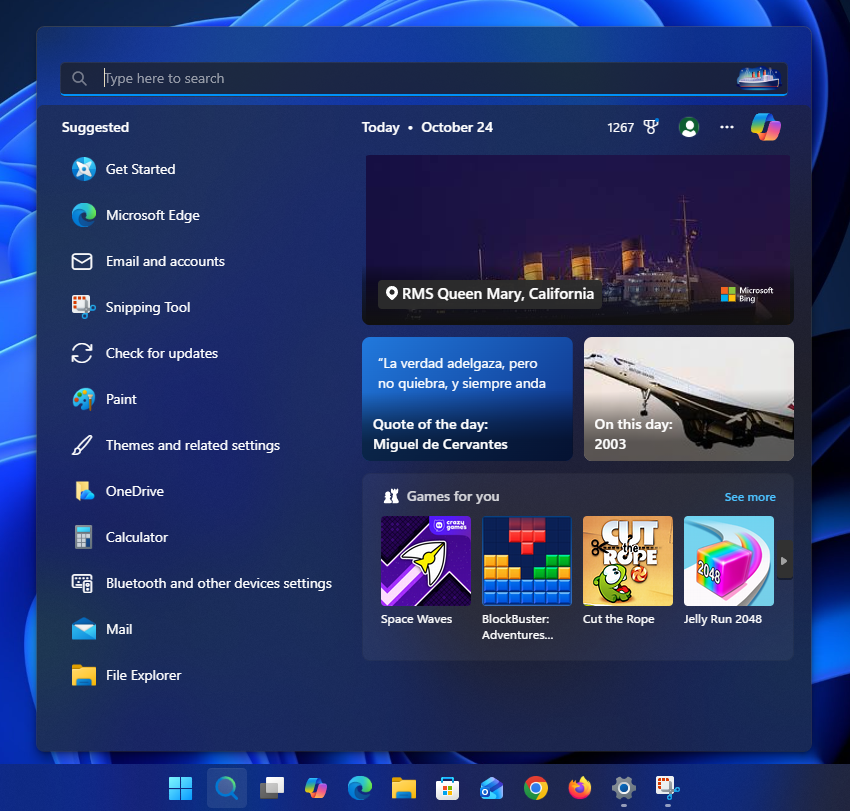 Type here to search
Suggested
Get Started
Microsoft Edge
Email and accounts
Snipping Tool
Check for updates
Paint
Themes and related settings
OneDrive
Calculator
Bluetooth and other devices settings
Mail
File Explorer
Today • October 24
1267
RMS Queen Mary, California
Microsoft
Bing
“La verdad adelgaza, pero
no quiebra, y siempre anda
Quote of the day:
Miguel de Cervantes
On this day:
2003
Games for you
See more
crazy
games
CUT
the
ROPE
2048
Space Waves
BlockBuster:
Adventures...
Cut the Rope
Jelly Run 2048